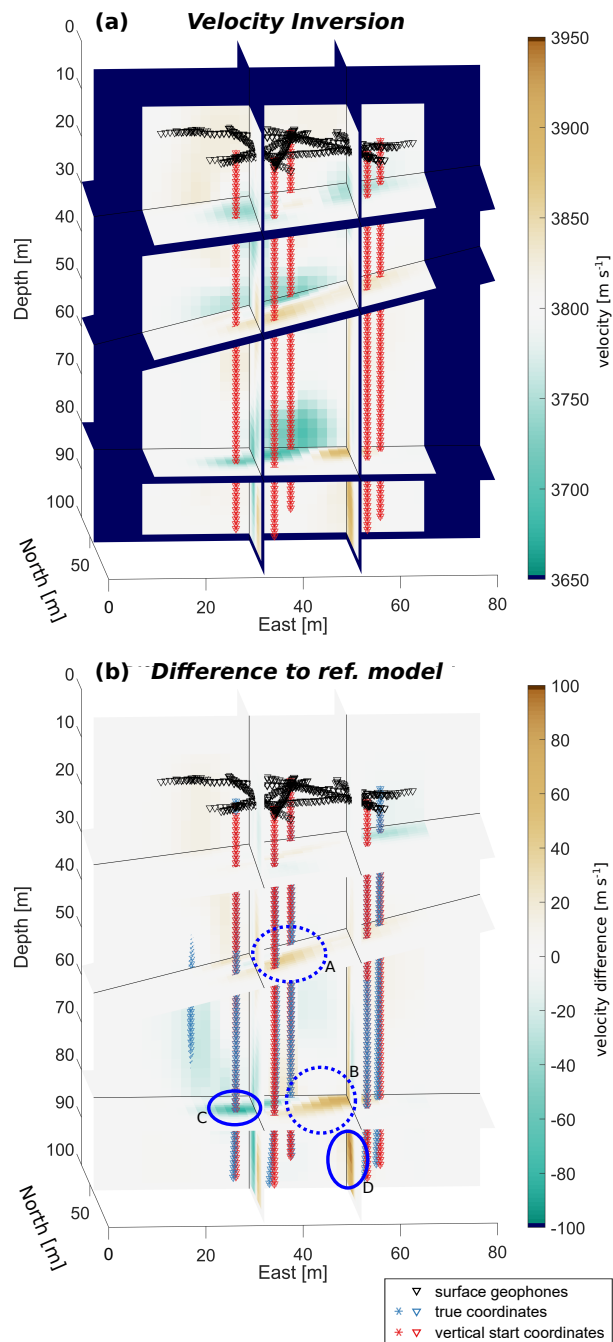 (a) Velocity Inversion
0
10
20
30
40
50
60
70
80
90
100
Depth [m]
North [m]
50
0 20 40 60 80
East [m]
3950
3900
3850
3800
3750
3700
3650
velocity [m s⁻¹]
(b) Difference to ref. model
0
10
20
30
40
50
60
70
80
90
100
Depth [m]
North [m]
50
0 20 40 60 80
East [m]
A
B
C
D
100
80
60
40
20
0
-20
-40
-60
-80
-100
velocity difference [m s⁻¹]
surface geophones
true coordinates
vertical start coordinates